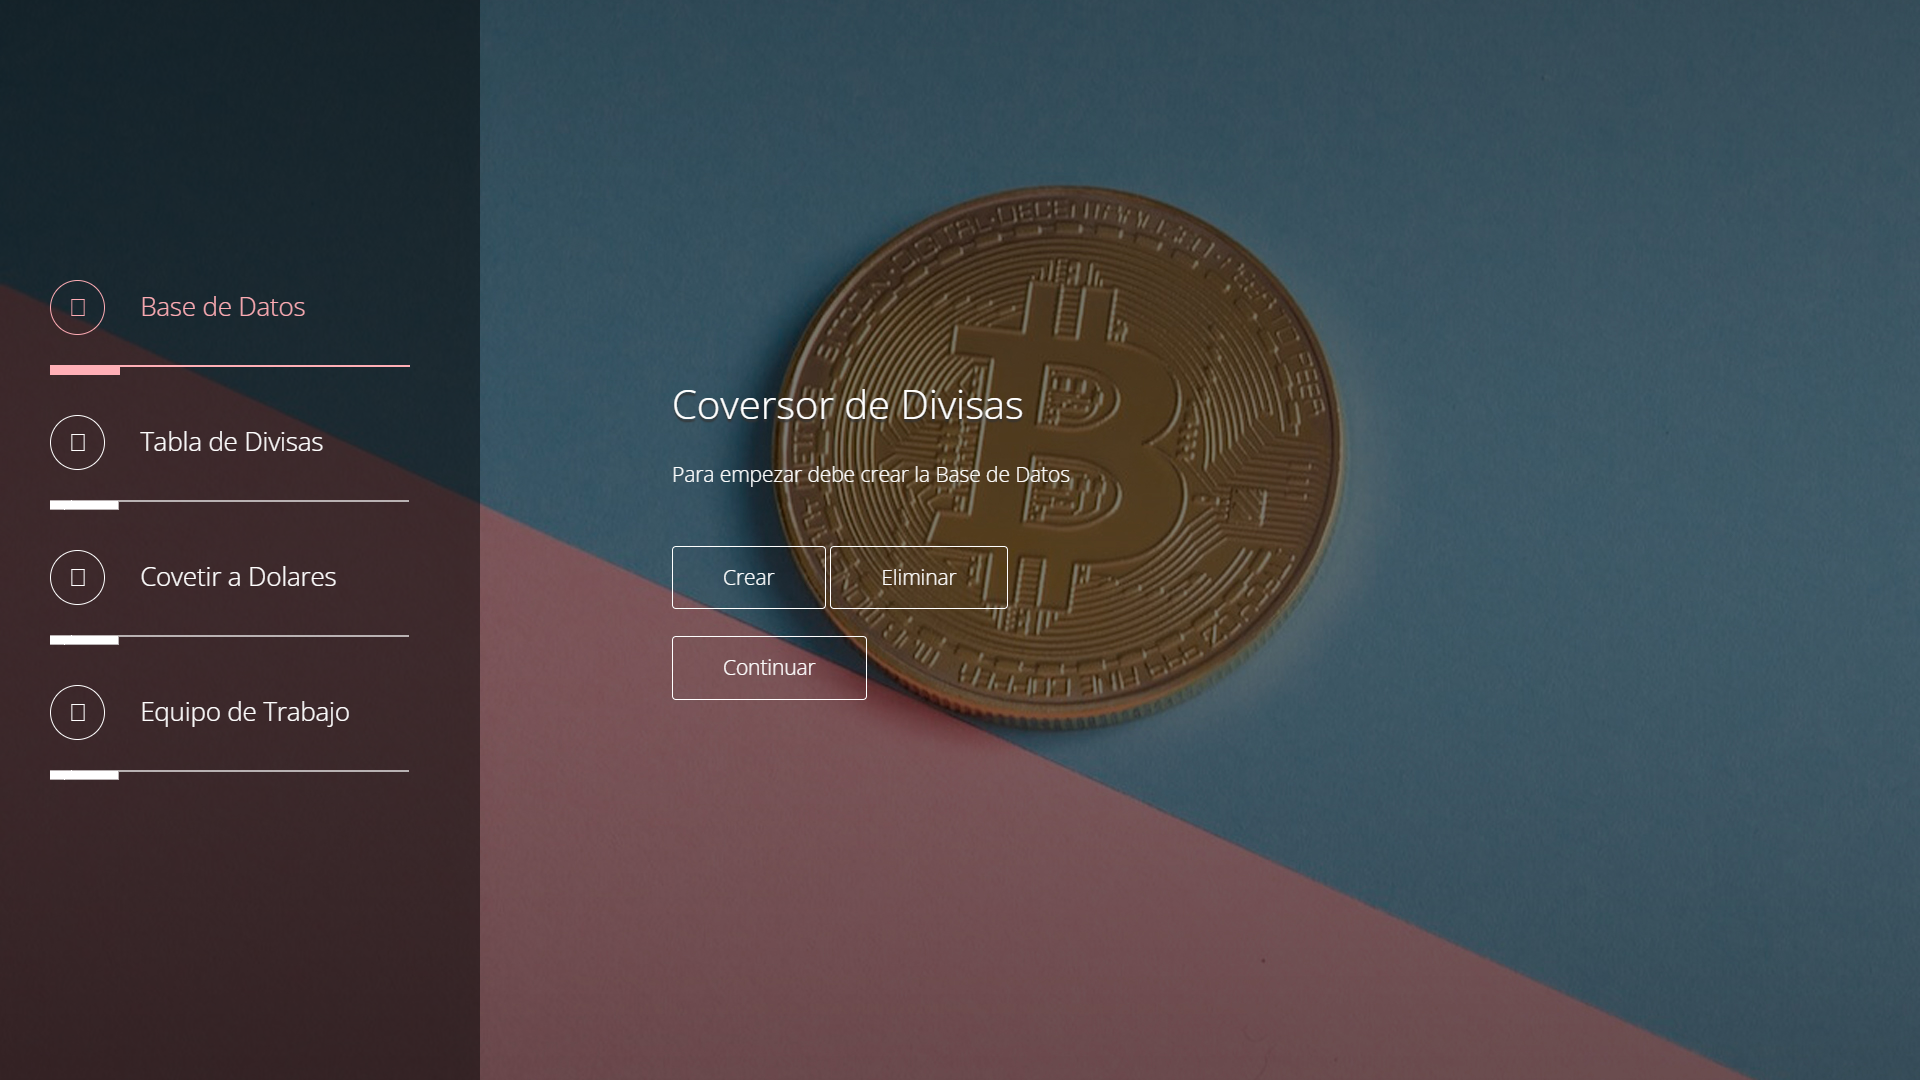 Base de Datos
Tabla de Divisas
Covetir a Dolares
Equipo de Trabajo
Coversor de Divisas
Para empezar debe crear la Base de Datos
Crear
Eliminar
Continuar